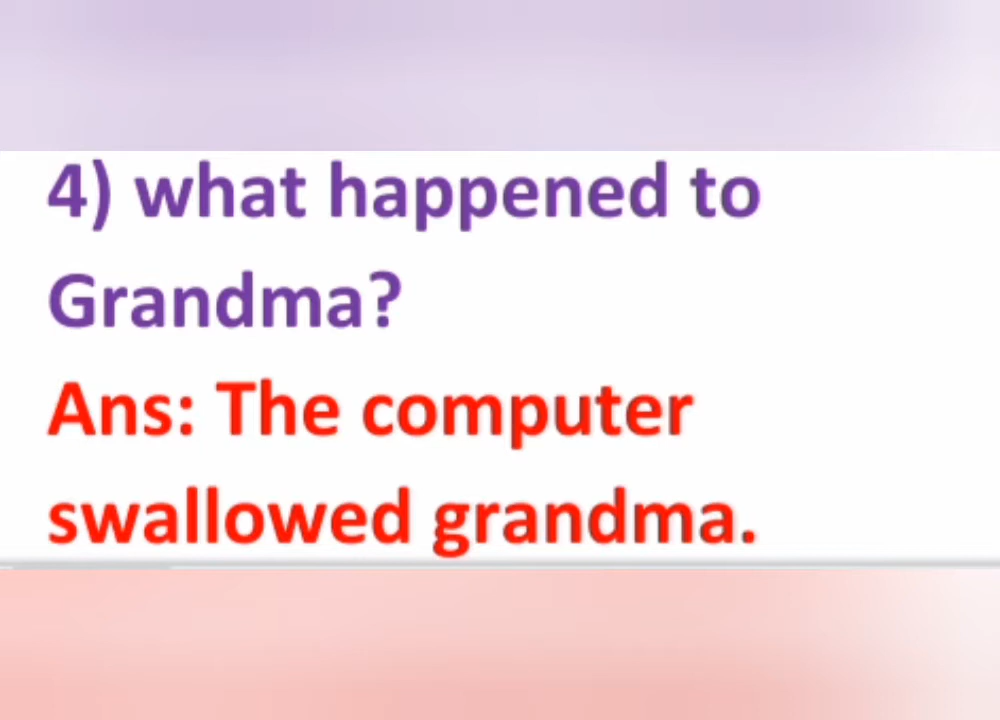 4) what happened to
Grandma?
Ans: The computer
swallowed grandma.